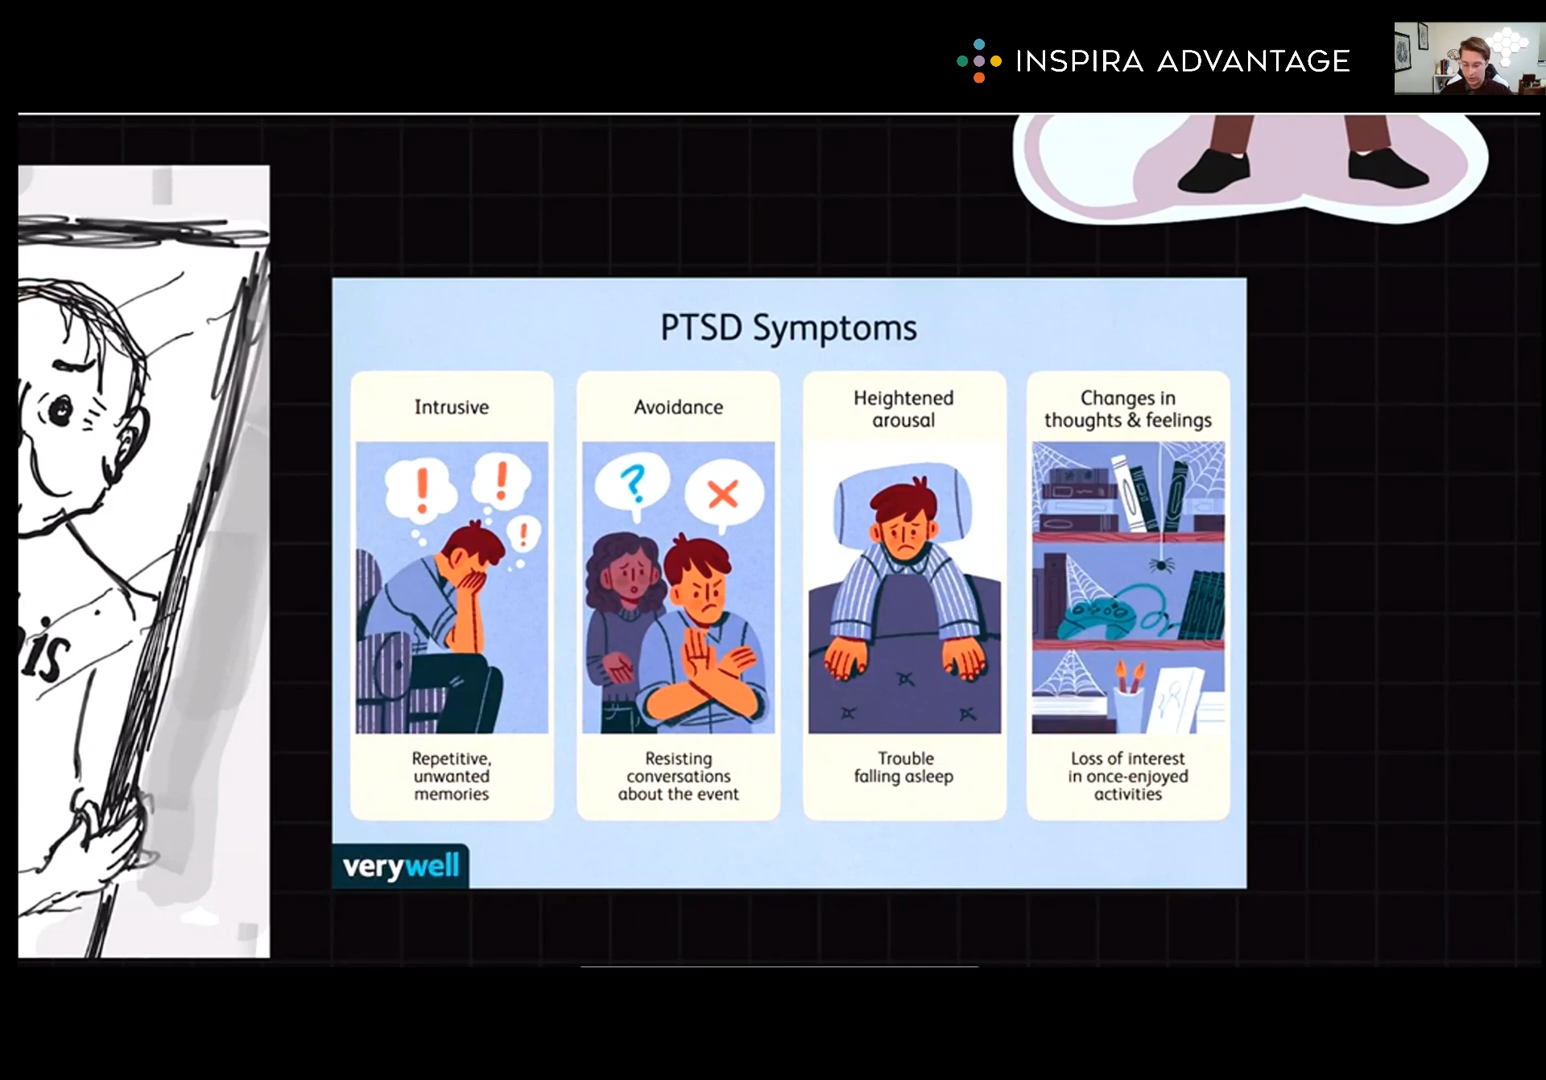 INSPIRA ADVANTAGE
PTSD Symptoms
Intrusive
Avoidance
Heightened
arousal
Changes in
thoughts & feelings
!
!
!
?
Repetitive,
unwanted
memories
Resisting
conversations
about the event
Trouble
falling asleep
Loss of interest
in once-enjoyed
activities
verywell